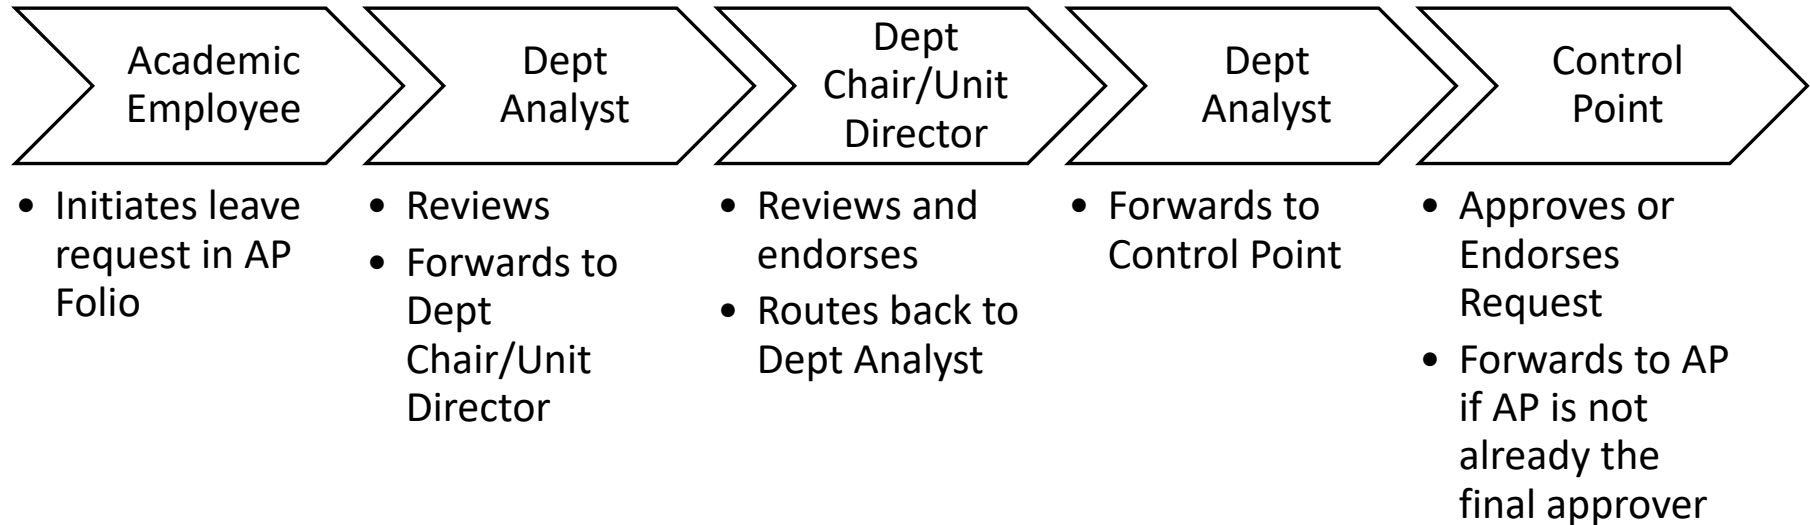 Academic
Employee
• Initiates leave
request in AP
Folio
Dept
Analyst
• Reviews
• Forwards to
Dept
Chair/Unit
Director
Dept
Chair/Unit
Director
• Reviews and
endorses
• Routes back to
Dept Analyst
Dept
Analyst
• Forwards to
Control Point
Control
Point
• Approves or
Endorses
Request
• Forwards to AP
if AP is not
already the
final approver